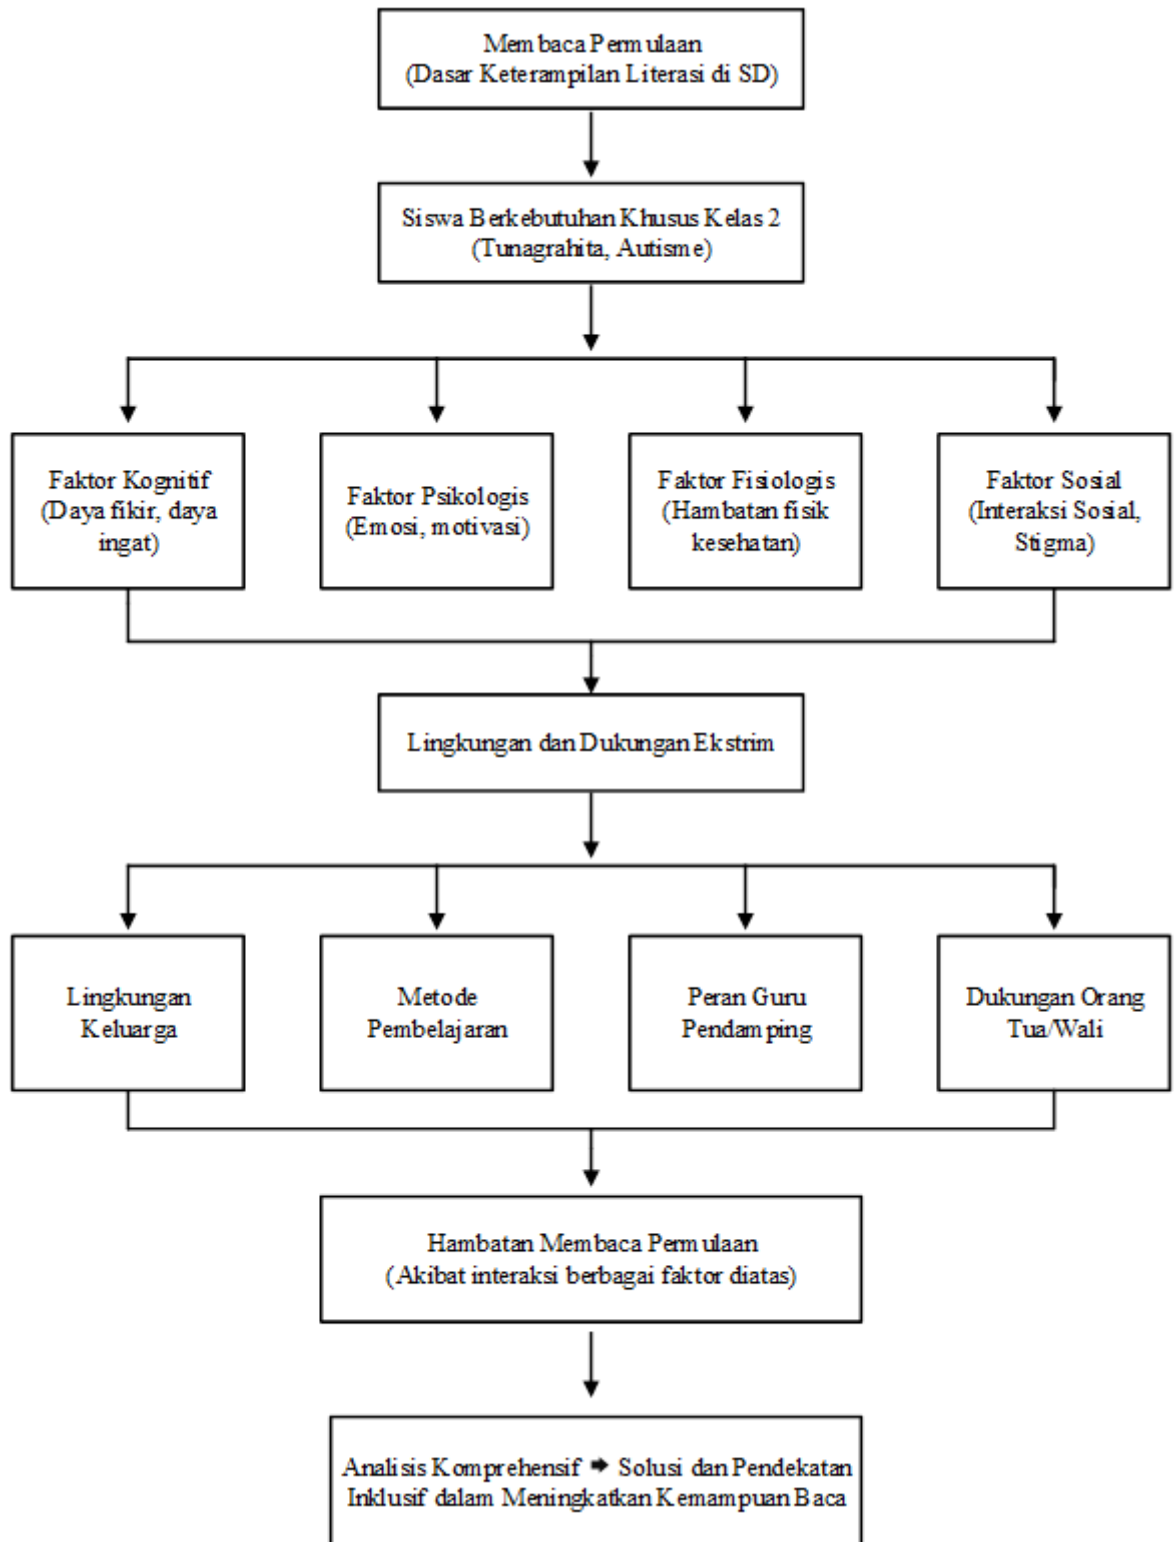 Membaca Permulaan
(Dasar Keterampilan Literasi di SD)
Siswa Berkebutuhan Khusus Kelas 2
(Tunagrahita, Autisme)
Faktor Kognitif
(Daya fikir, daya
ingat)
Faktor Psikologis
(Emosi, motivasi)
Faktor Fisiologis
(Hambatan fisik
kesehatan)
Faktor Sosial
(Interaksi Sosial,
Stigma)
Lingkungan dan Dukungan Ekstrim
Lingkungan
Keluarga
Metode
Pembelajaran
Peran Guru
Pendamping
Dukungan Orang
Tua/Wali
Hambatan Membaca Permulaan
(Akibat interaksi berbagai faktor diatas)
Analisis Komprehensif 🠺 Solusi dan Pendekatan
Inklusif dalam Meningkatkan Kemampuan Baca